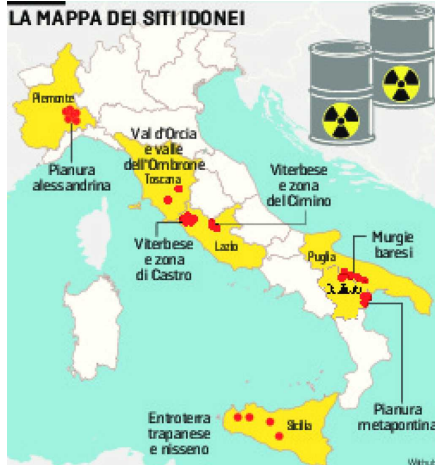 LA MAPPA DEI SITI IDONEI
Piemonte
Pianura
alessandrina
Val d'Orcia
e valle
dell'Ombrone
Toscana
Viterbese
e zona
del Cimino
Viterbese
e zona
di Castro
Lazio
Puglia
Murgie
baresi
Pianura
metapontina
Entroterra
trapanese
e nisseno
Sicilia